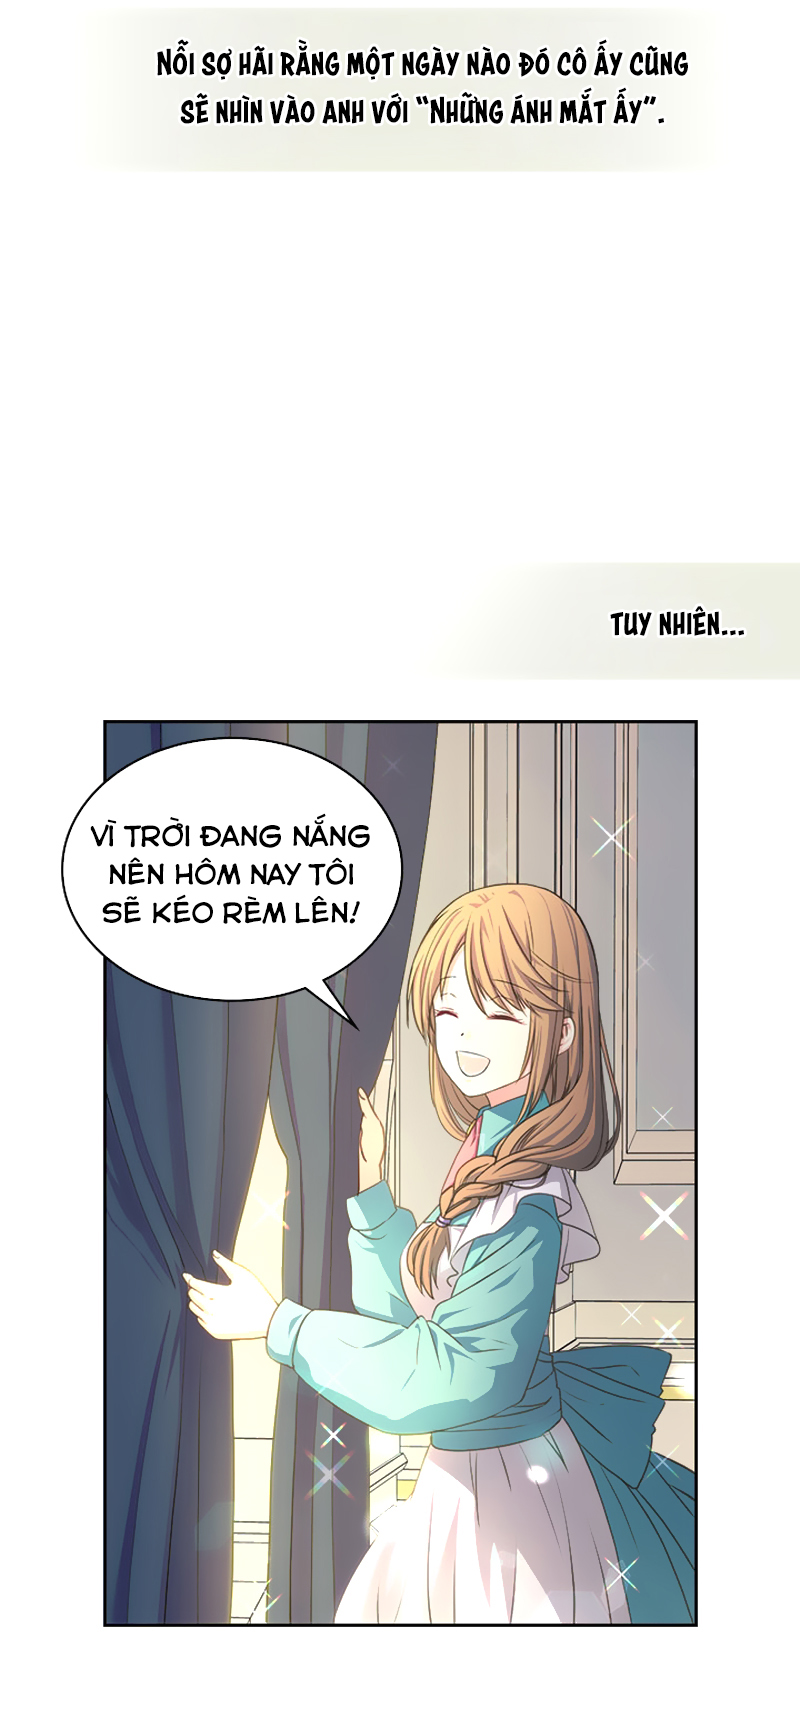 NỖI SỢ HÃI RẰNG MỘT NGÀY NÀO ĐÓ CÔ ẤY CŨNG
SẼ NHÌN VÀO ANH VỚI “NHỮNG ÁNH MẮT ẤY”.
TUY NHIÊN...
VÌ TRỜI ĐANG NẮNG
NÊN HÔM NAY TÔI
SẼ KÉO RÈM LÊN!